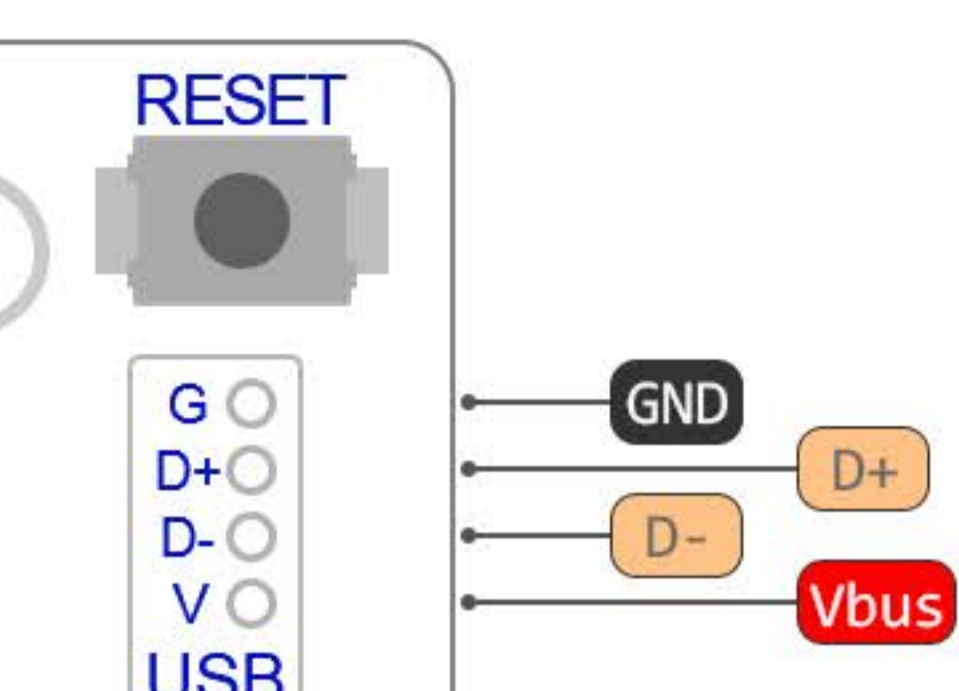 RESET
G GND
D+ D+
D- D-
V Vbus
USB